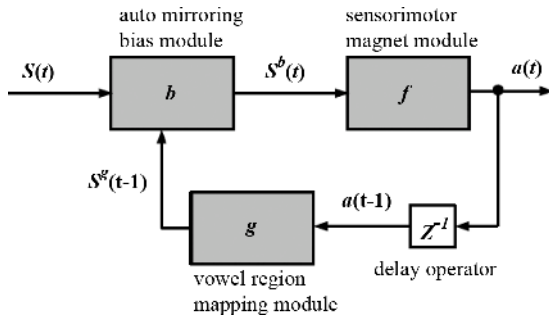 auto mirroring
bias module
sensorimotor
magnet module
S(t)
b
S^b(t)
f
a(t)
S^g(t-1)
g
a(t-1)
Z^-1
vowel region
mapping module
delay operator